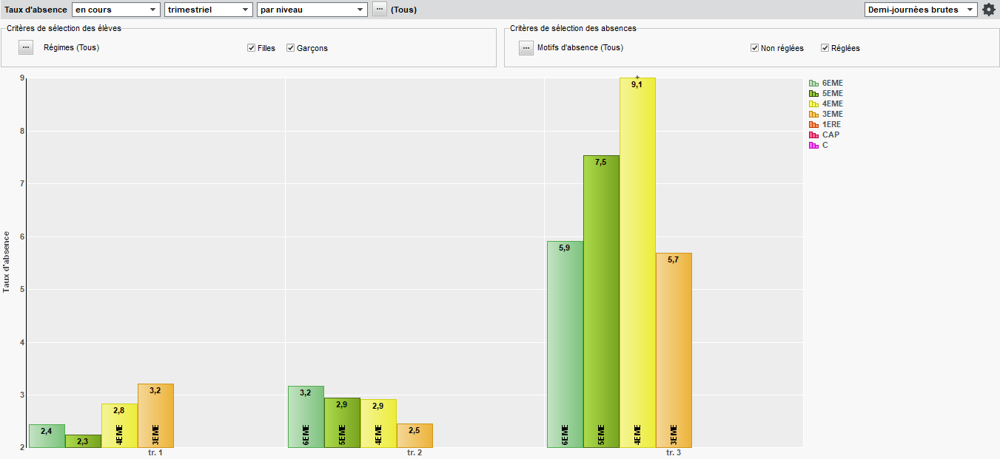 Taux d'absence en cours trimestriel par niveau ... (Tous) Demi-journées brutes
Critères de sélection des élèves
... Régimes (Tous) Filles Garçons
Critères de sélection des absences
... Motifs d'absence (Tous) Non réglées Réglées
Taux d'absence
9
8
7
6
5
4
3
2
2,4
2,3
2,8
4EME
3,2
3EME
tr. 1
3,2
6EME
2,9
5EME
2,9
4EME
2,5
tr. 2
5,9
6EME
7,5
5EME
+
9,1
4EME
5,7
3EME
tr. 3
6EME
5EME
4EME
3EME
1ERE
CAP
C